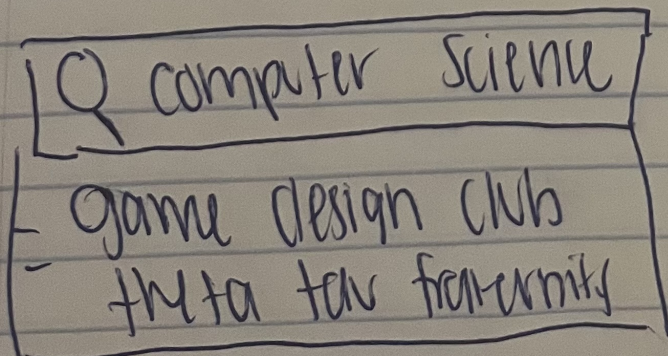 Q computer science
- game design club
- theta tau fraternity